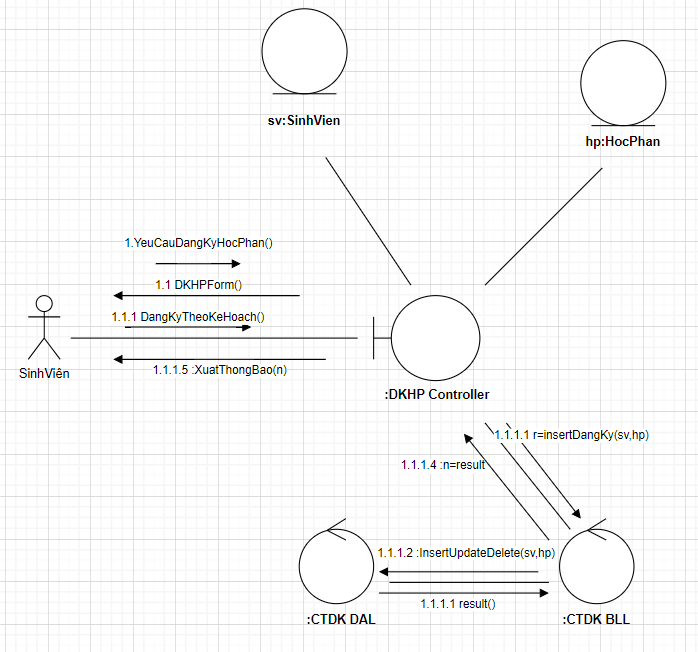 sv:SinhVien
hp:HocPhan
1.YeuCauDangKyHocPhan()
1.1 DKHPForm()
1.1.1 DangKyTheoKeHoach()
SinhViên
1.1.1.5 :XuatThongBao(n)
:DKHP Controller
1.1.1.1 r=insertDangKy(sv,hp)
1.1.1.4 :n=result
1.1.1.2 :InsertUpdateDelete(sv,hp)
1.1.1.1 result()
:CTDK DAL
:CTDK BLL